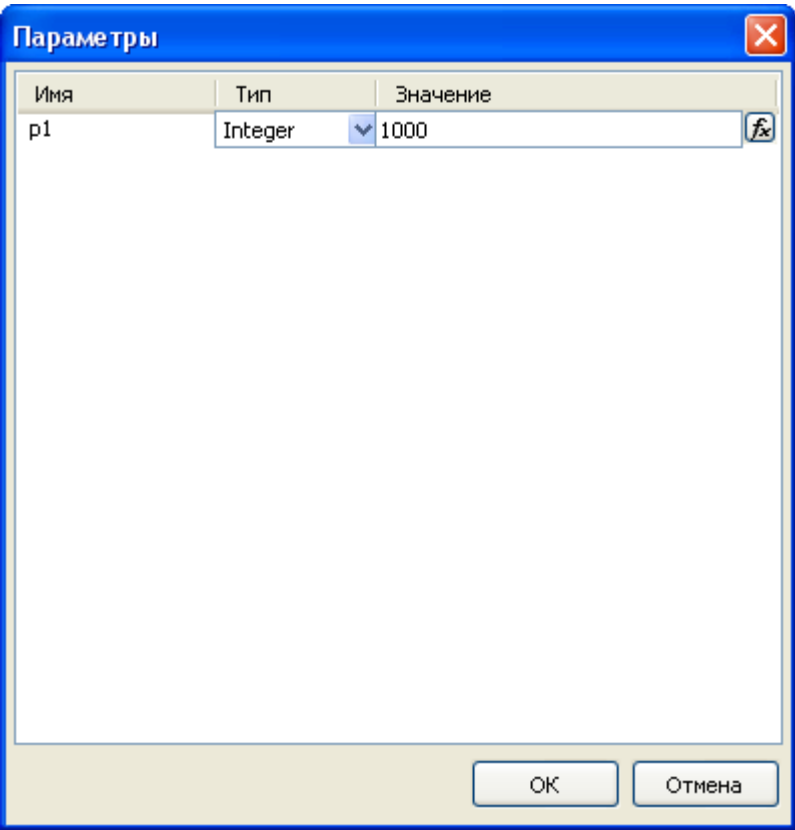 Параметры
Имя Тип Значение
p1 Integer 1000 fx
OK Отмена